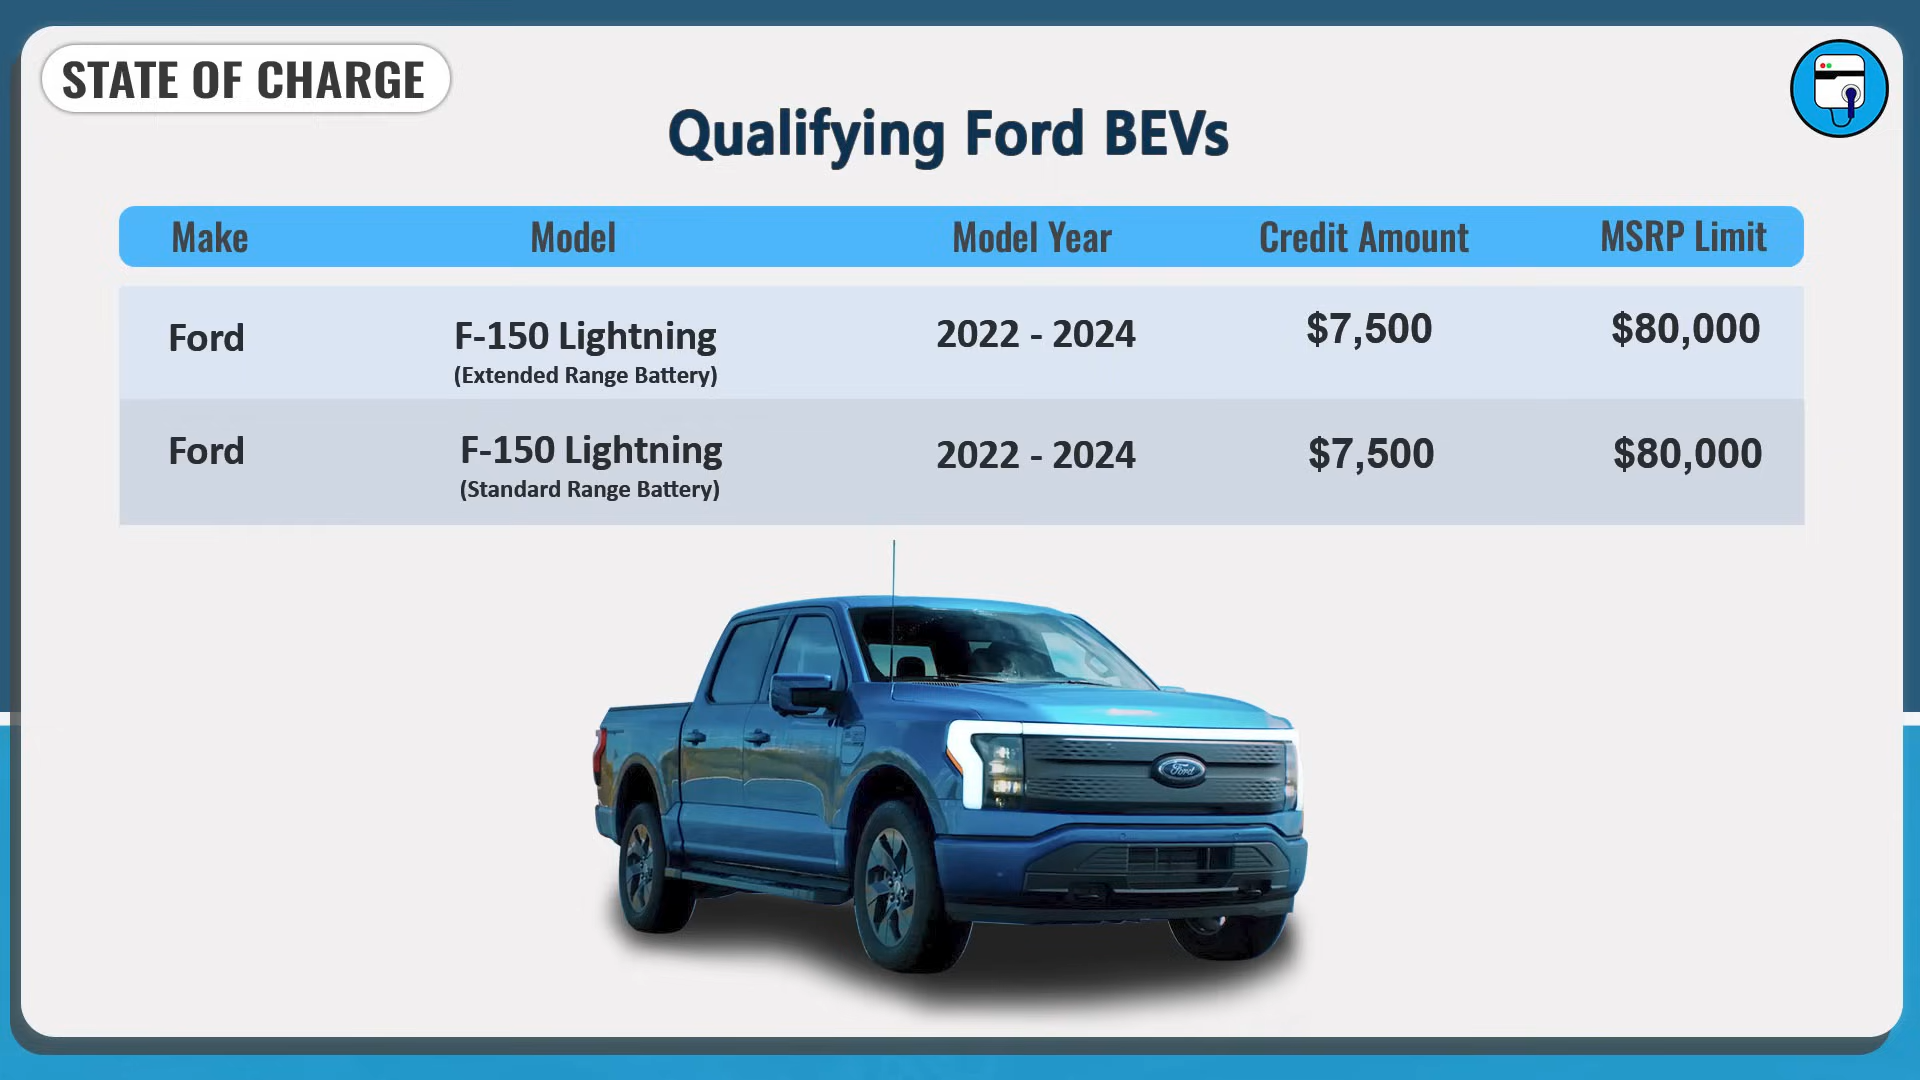 STATE OF CHARGE
Qualifying Ford BEVs
Make Model Model Year Credit Amount MSRP Limit
Ford F-150 Lightning 2022 - 2024 $7,500 $80,000
(Extended Range Battery)
Ford F-150 Lightning 2022 - 2024 $7,500 $80,000
(Standard Range Battery)
Ford